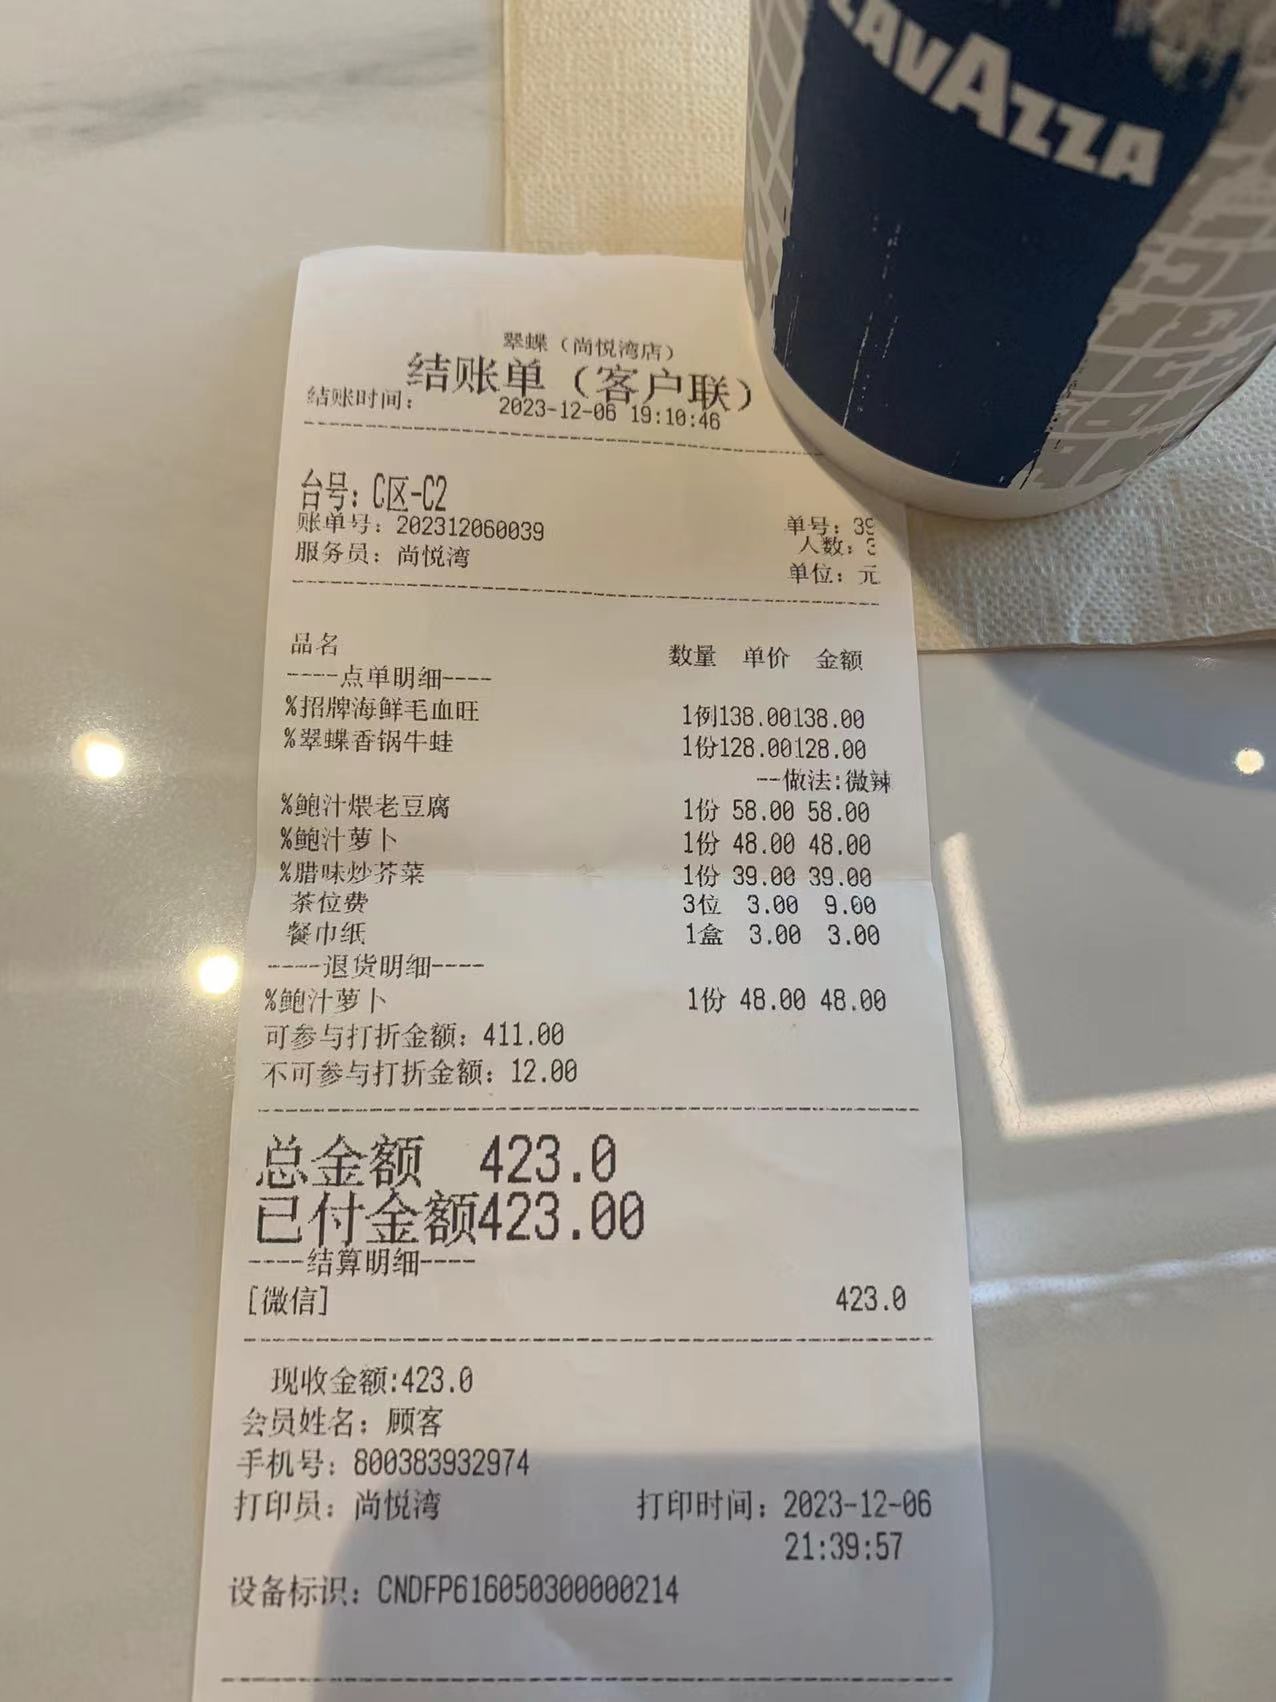 LAVAZZA
翠蝶（尚悦湾店）
结账单（客户联）
结账时间： 2023-12-06 19:10:46
台号：C区-C2
账单号：202312060039 单号：39
服务员：尚悦湾 人数：3
单位：元
品名 数量 单价 金额
----点单明细----
%招牌海鲜毛血旺 1例138.00138.00
%翠蝶香锅牛蛙 1份128.00128.00
--做法:微辣
%鲍汁煨老豆腐 1份 58.00 58.00
%鲍汁萝卜 1份 48.00 48.00
%腊味炒芥菜 1份 39.00 39.00
茶位费 3位 3.00 9.00
餐巾纸 1盒 3.00 3.00
----退货明细----
%鲍汁萝卜 1份 48.00 48.00
可参与打折金额：411.00
不可参与打折金额：12.00
总金额 423.0
已付金额423.00
----结算明细----
[微信] 423.0
现收金额:423.0
会员姓名：顾客
手机号：800383932974
打印员：尚悦湾 打印时间：2023-12-06
21:39:57
设备标识：CNDFP616050300000214